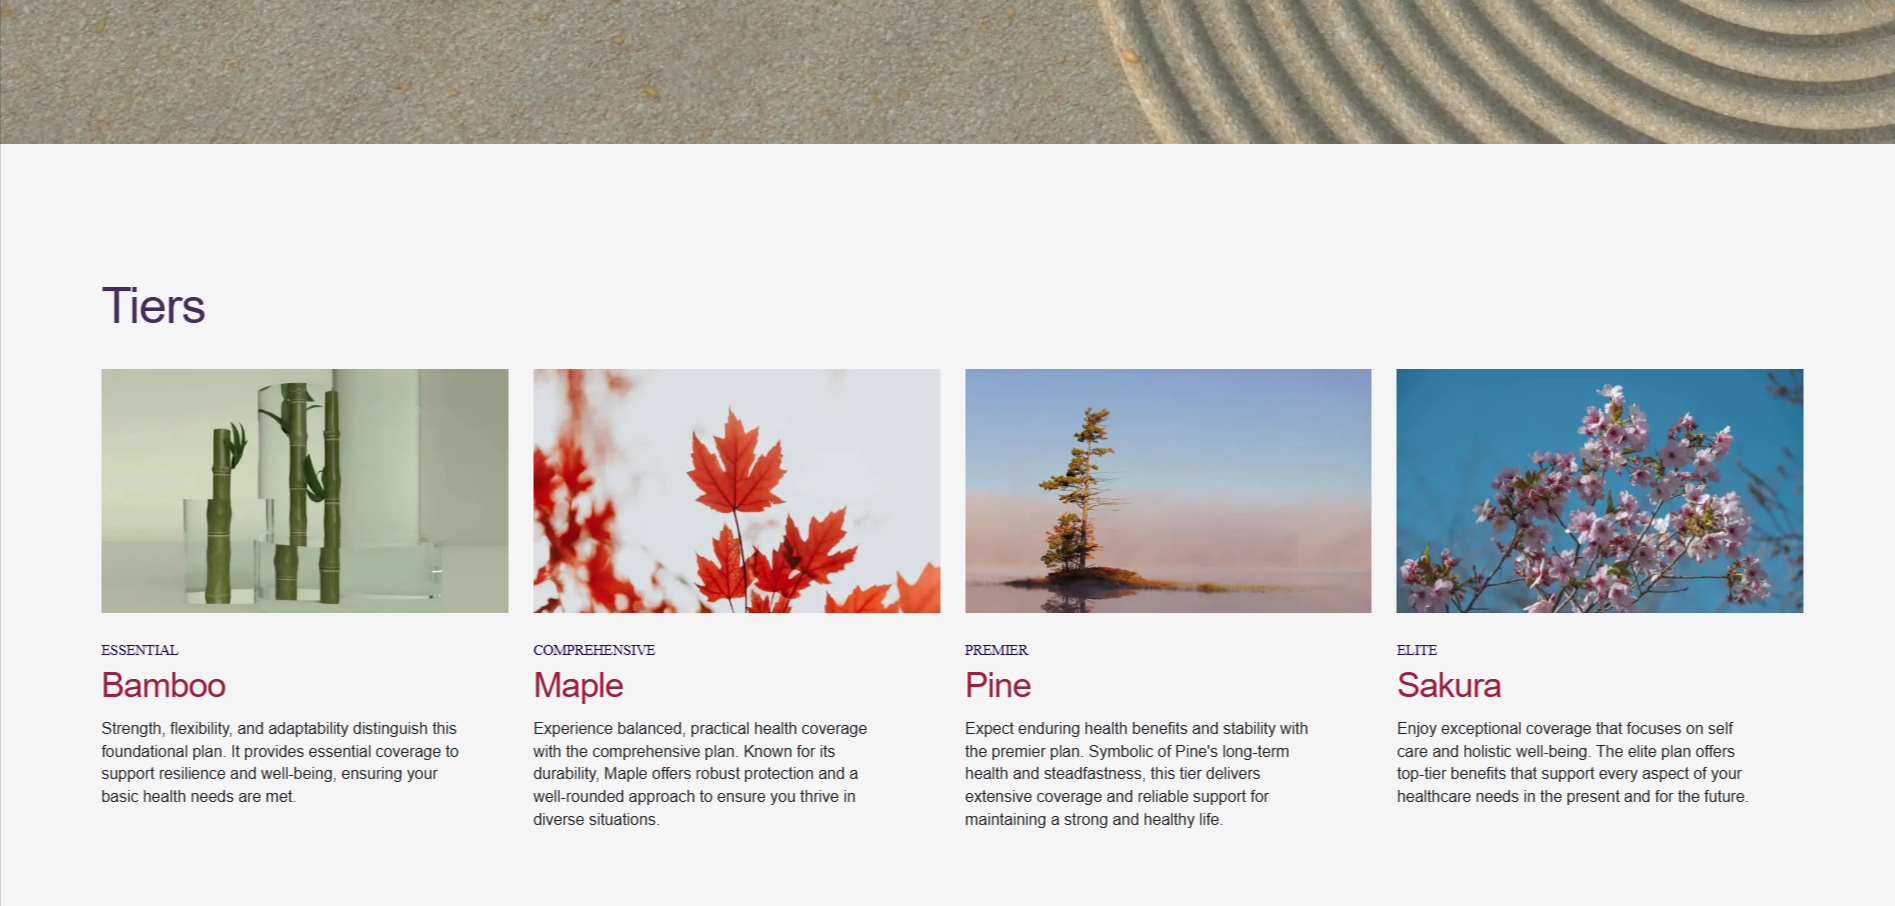 Tiers
ESSENTIAL
Bamboo
Strength, flexibility, and adaptability distinguish this
foundational plan. It provides essential coverage to
support resilience and well-being, ensuring your
basic health needs are met.
COMPREHENSIVE
Maple
Experience balanced, practical health coverage
with the comprehensive plan. Known for its
durability, Maple offers robust protection and a
well-rounded approach to ensure you thrive in
diverse situations.
PREMIER
Pine
Expect enduring health benefits and stability with
the premier plan. Symbolic of Pine's long-term
health and steadfastness, this tier delivers
extensive coverage and reliable support for
maintaining a strong and healthy life.
ELITE
Sakura
Enjoy exceptional coverage that focuses on self
care and holistic well-being. The elite plan offers
top-tier benefits that support every aspect of your
healthcare needs in the present and for the future.